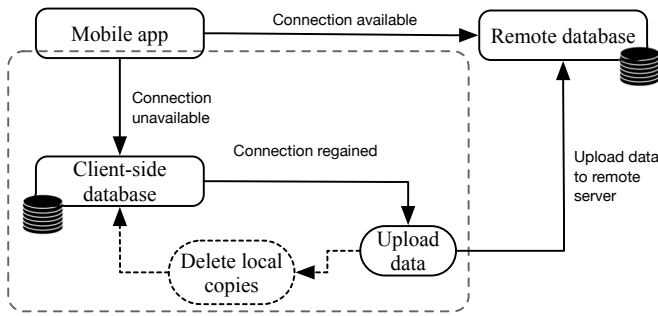 Connection available
Mobile app
Remote database
Connection
unavailable
Connection regained
Client-side
database
Upload data
to remote
server
Upload
data
Delete local
copies